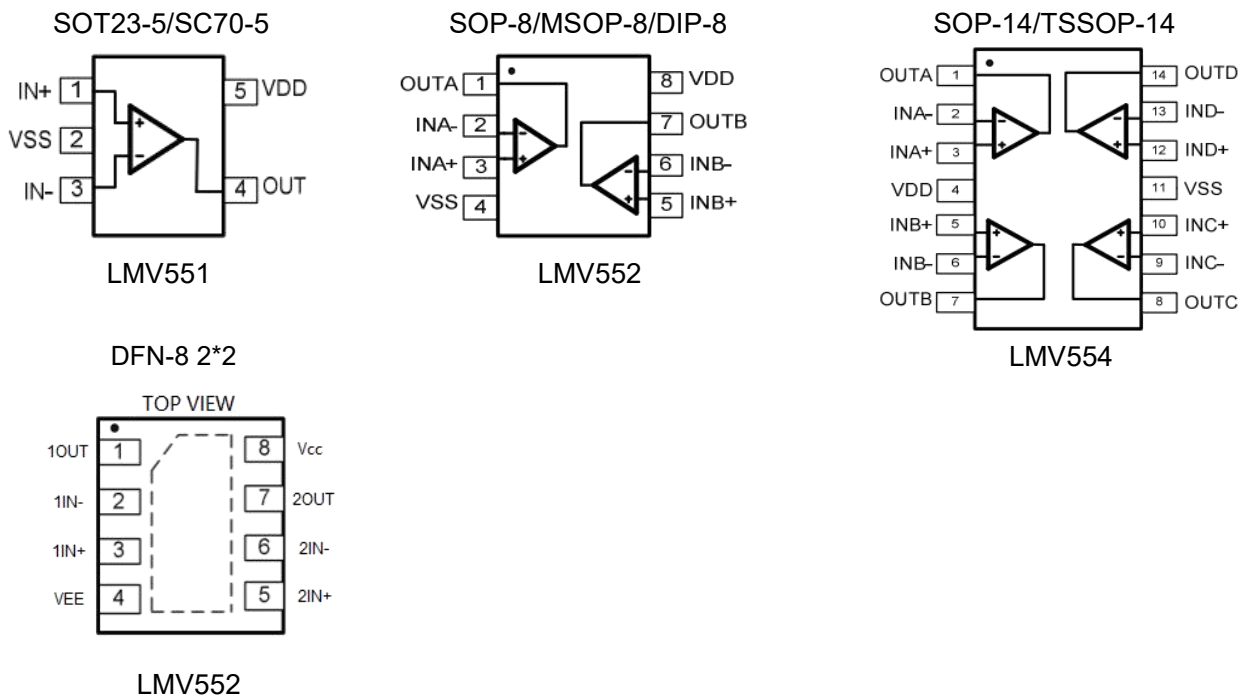 SOT23-5/SC70-5
IN+ 1 5 VDD
VSS 2
IN- 3 4 OUT
+
-
LMV551
SOP-8/MSOP-8/DIP-8
OUTA 1 8 VDD
INA- 2 7 OUTB
INA+ 3 6 INB-
VSS 4 5 INB+
- +
- +
LMV552
SOP-14/TSSOP-14
OUTA 1 14 OUTD
INA- 2 13 IND-
INA+ 3 12 IND+
VDD 4 11 VSS
INB+ 5 10 INC+
INB- 6 9 INC-
OUTB 7 8 OUTC
- + - +
+ - + -
LMV554
DFN-8 2*2
TOP VIEW
1OUT 1 8 Vcc
1IN- 2 7 2OUT
1IN+ 3 6 2IN-
VEE 4 5 2IN+
LMV552